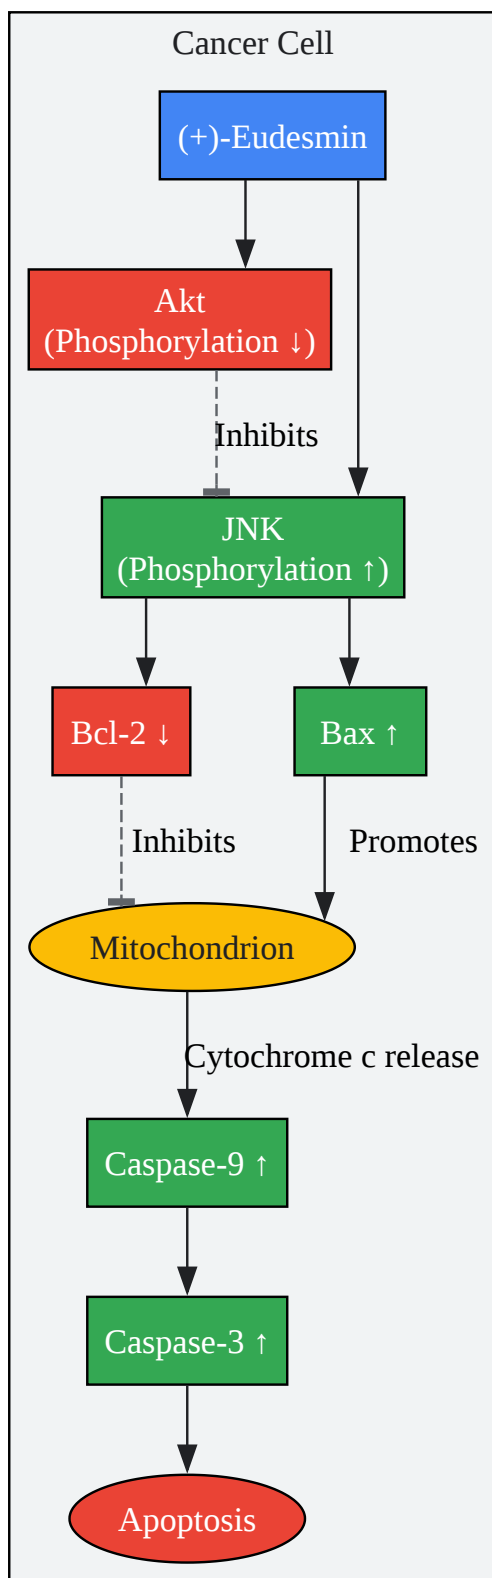 Cancer Cell
(+)-Eudesmin
Akt
(Phosphorylation ↓)
Inhibits
JNK
(Phosphorylation ↑)
Bcl-2 ↓
Bax ↑
Inhibits
Promotes
Mitochondrion
Cytochrome c release
Caspase-9 ↑
Caspase-3 ↑
Apoptosis